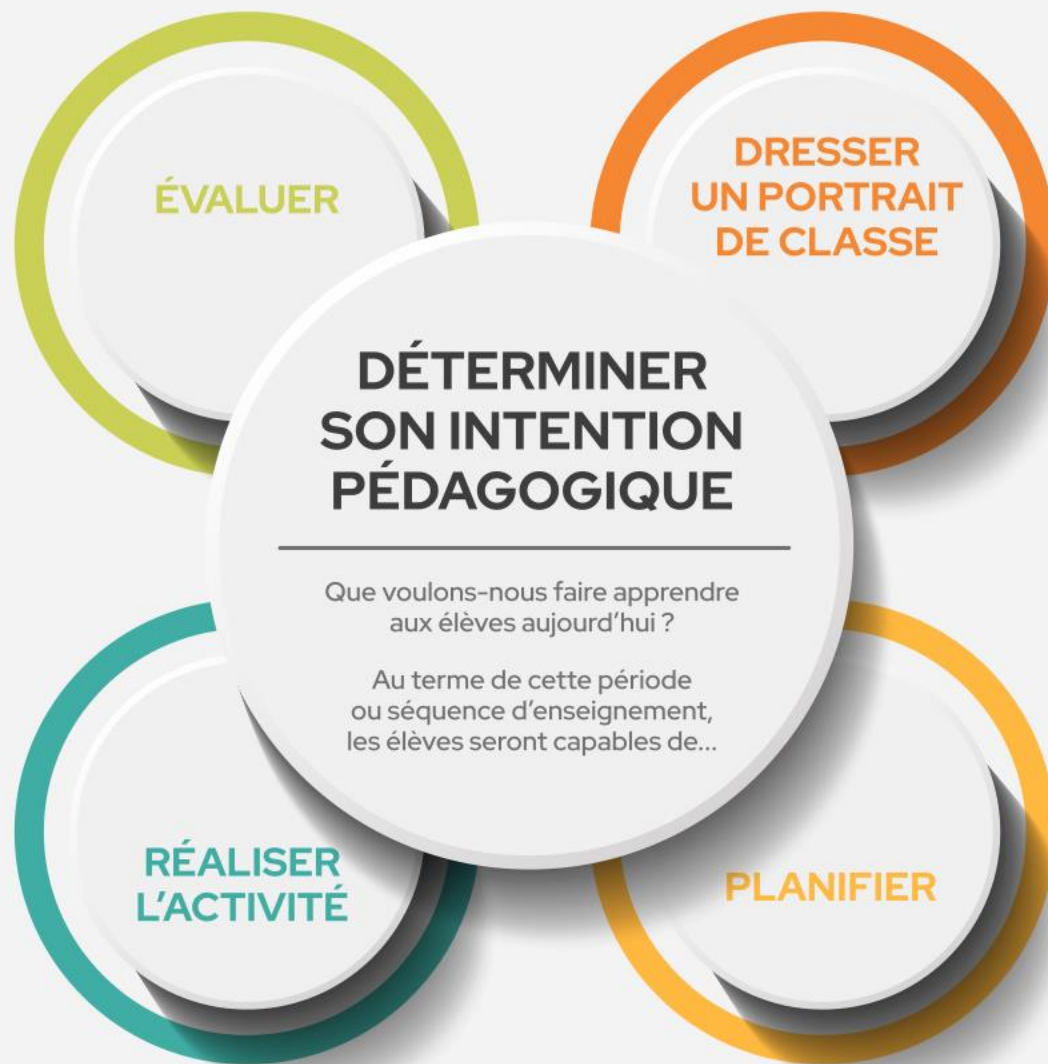 ÉVALUER
DRESSER
UN PORTRAIT
DE CLASSE
DÉTERMINER
SON INTENTION
PÉDAGOGIQUE
Que voulons-nous faire apprendre
aux élèves aujourd’hui ?
Au terme de cette période
ou séquence d’enseignement,
les élèves seront capables de...
RÉALISER
L’ACTIVITÉ
PLANIFIER